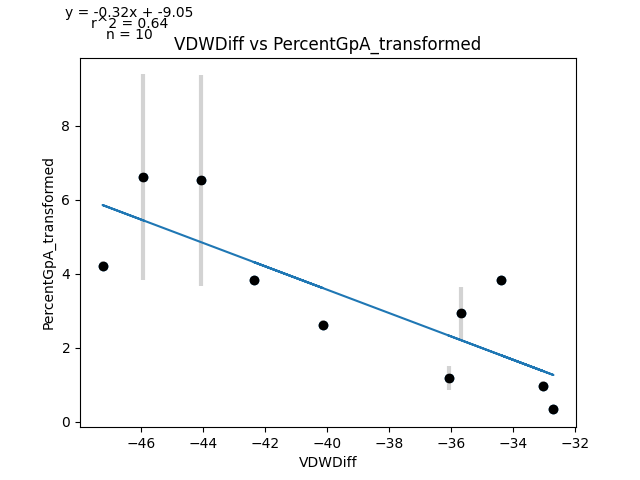 y = -0.32x + -9.05
r^2 = 0.64
n = 10
VDWDiff vs PercentGpA_transformed
PercentGpA_transformed
8
6
4
2
0
−46
−44
−42
−40
−38
−36
−34
−32
VDWDiff